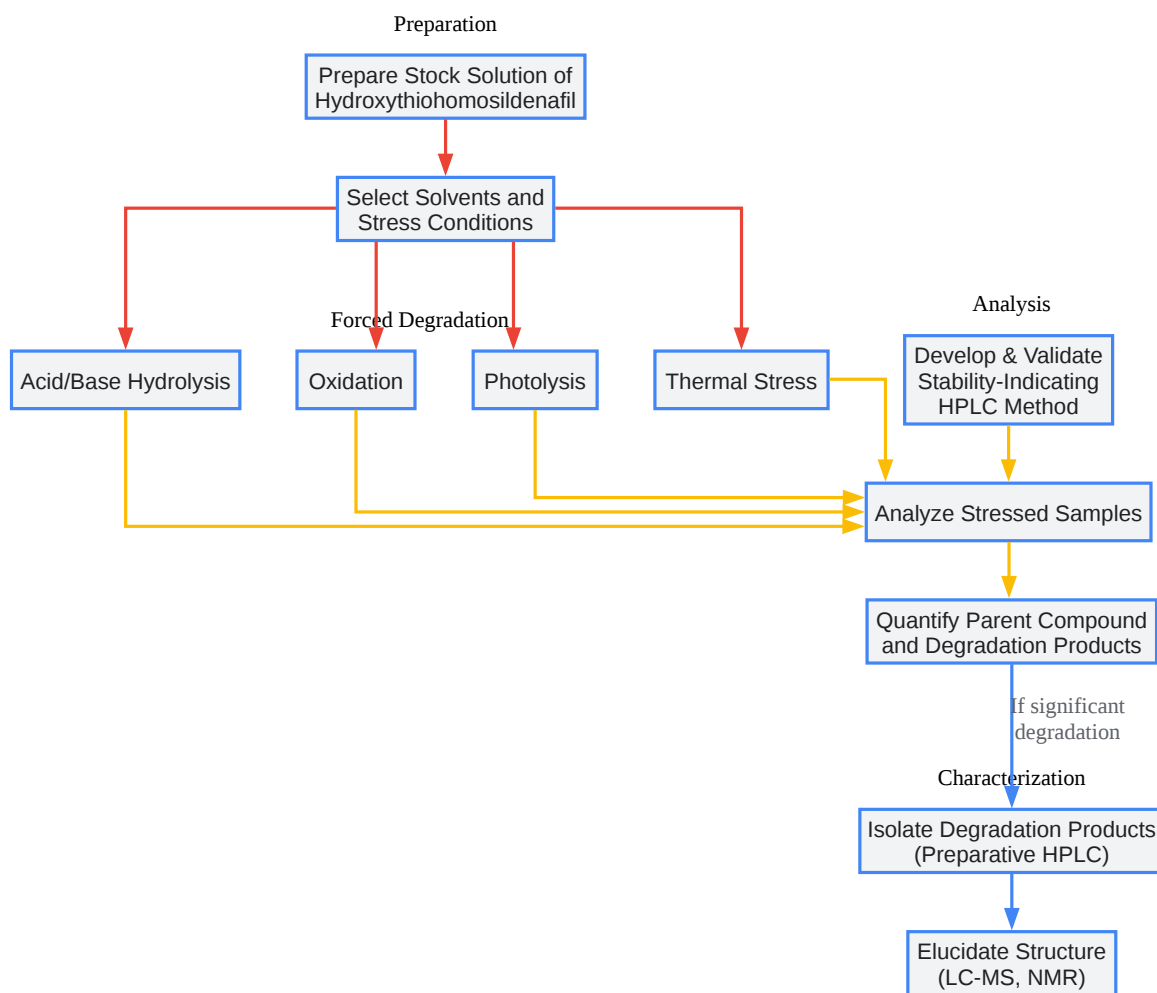 Preparation
Prepare Stock Solution of
Hydroxythiohomosildenafil
Select Solvents and
Stress Conditions
Forced Degradation
Acid/Base Hydrolysis
Oxidation
Photolysis
Thermal Stress
Analysis
Develop & Validate
Stability-Indicating
HPLC Method
Analyze Stressed Samples
Quantify Parent Compound
and Degradation Products
If significant
degradation
Characterization
Isolate Degradation Products
(Preparative HPLC)
Elucidate Structure
(LC-MS, NMR)